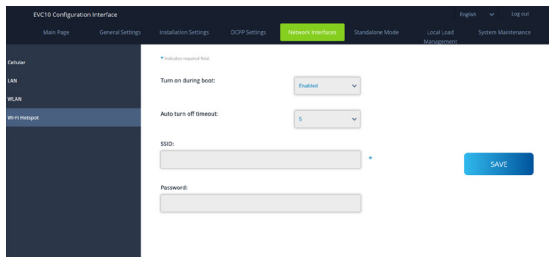 EVC10 Configuration Interface
English
Log out
Main Page
General Settings
Installation Settings
OCPP Settings
Network Interfaces
Standalone Mode
Local Load
Management
System Maintenance
Cellular
LAN
WLAN
Wi-Fi Hotspot
* Indicates required field.
Turn on during boot:
Enabled
Auto turn off timeout:
5
SSID:
*
SAVE
Password: